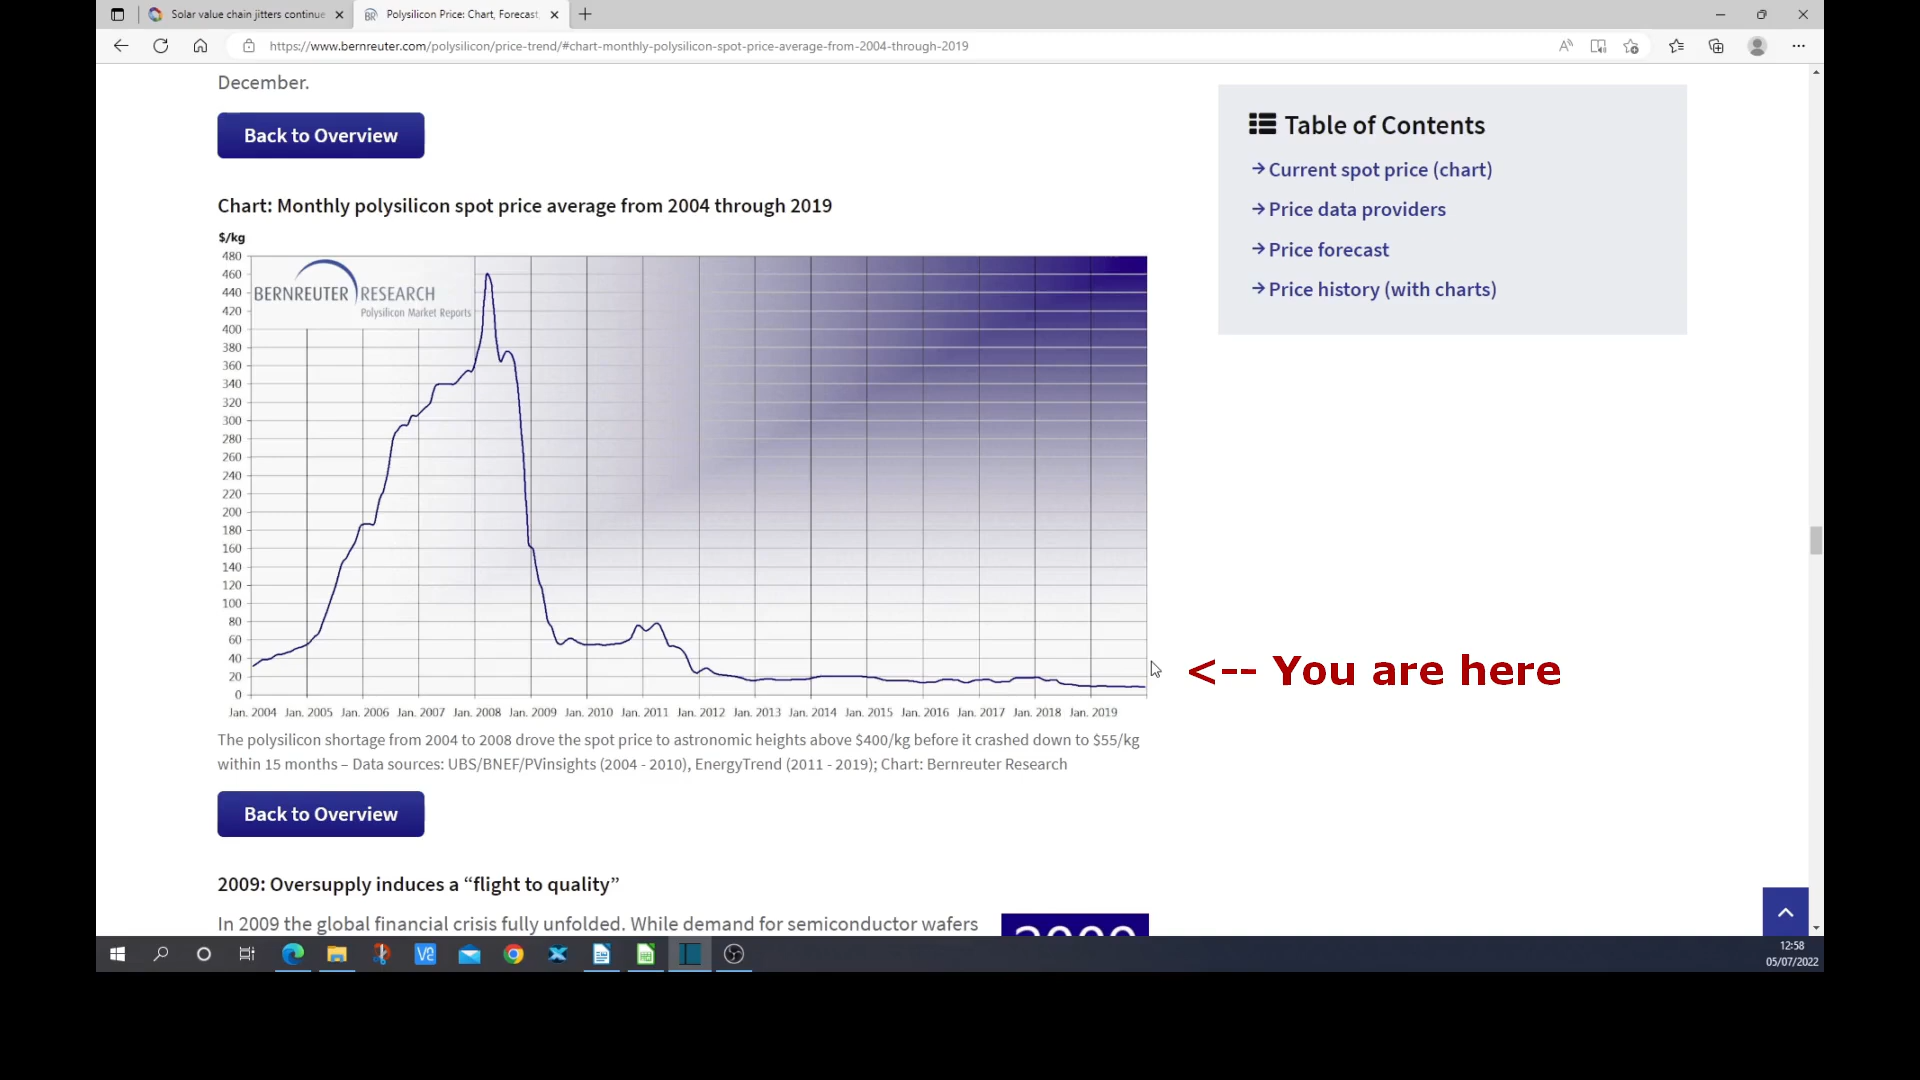 Solar value chain jitters continue
Polysilicon Price: Chart, Forecast
https://www.bernreuter.com/polysilicon/price-trend/#chart-monthly-polysilicon-spot-price-average-from-2004-through-2019
December.
Back to Overview
Table of Contents
→ Current spot price (chart)
→ Price data providers
→ Price forecast
→ Price history (with charts)
Chart: Monthly polysilicon spot price average from 2004 through 2019
$/kg
BERNREUTER RESEARCH
Polysilicon Market Reports
480
460
440
420
400
380
360
340
320
300
280
260
240
220
200
180
160
140
120
100
80
60
40
20
0
Jan. 2004 Jan. 2005 Jan. 2006 Jan. 2007 Jan. 2008 Jan. 2009 Jan. 2010 Jan. 2011 Jan. 2012 Jan. 2013 Jan. 2014 Jan. 2015 Jan. 2016 Jan. 2017 Jan. 2018 Jan. 2019
<-- You are here
The polysilicon shortage from 2004 to 2008 drove the spot price to astronomic heights above $400/kg before it crashed down to $55/kg
within 15 months – Data sources: UBS/BNEF/PVinsights (2004 - 2010), EnergyTrend (2011 - 2019); Chart: Bernreuter Research
Back to Overview
2009: Oversupply induces a “flight to quality”
In 2009 the global financial crisis fully unfolded. While demand for semiconductor wafers
2009
12:58
05/07/2022